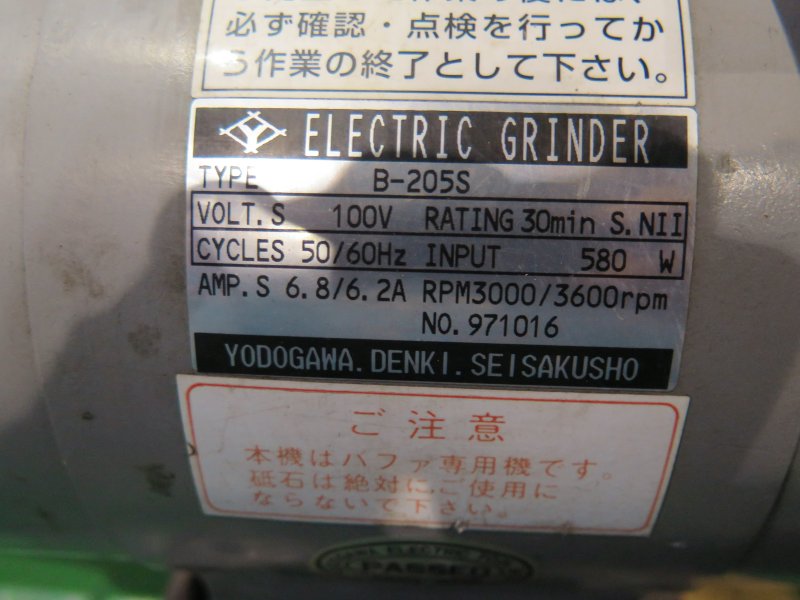 必ず確認・点検を行ってか
ら作業の終了として下さい。
ELECTRIC GRINDER
TYPE B-205S
VOLT.S 100V RATING 30min S.NII
CYCLES 50/60Hz INPUT 580 W
AMP.S 6.8/6.2A RPM3000/3600rpm
NO.971016
YODOGAWA.DENKI.SEISAKUSHO
ご注意
本機はバファ専用機です。
砥石は絶対にご使用に
ならないで下さい。
ELECTRIC
PASSED